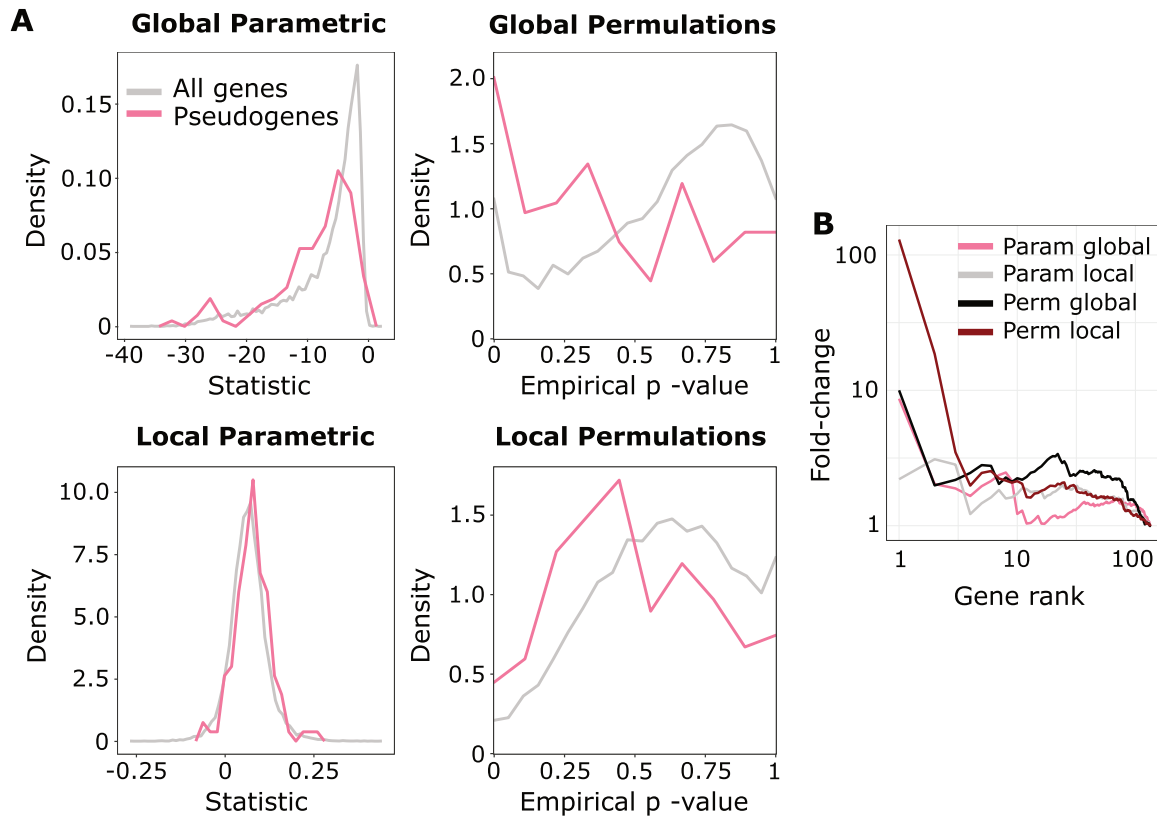 A
Global Parametric
Density
0.15
0.10
0.05
0
All genes
Pseudogenes
-40 -30 -20 -10 0
Statistic
Global Permulations
Density
2.0
1.5
1.0
0.5
0
0 0.25 0.5 0.75 1
Empirical p -value
Local Parametric
Density
10.0
7.5
5.0
2.5
0
-0.25 0 0.25
Statistic
Local Permulations
Density
1.5
1.0
0.5
0
0 0.25 0.5 0.75 1
Empirical p -value
B
Fold-change
100
10
1
Param global
Param local
Perm global
Perm local
1 10 100
Gene rank